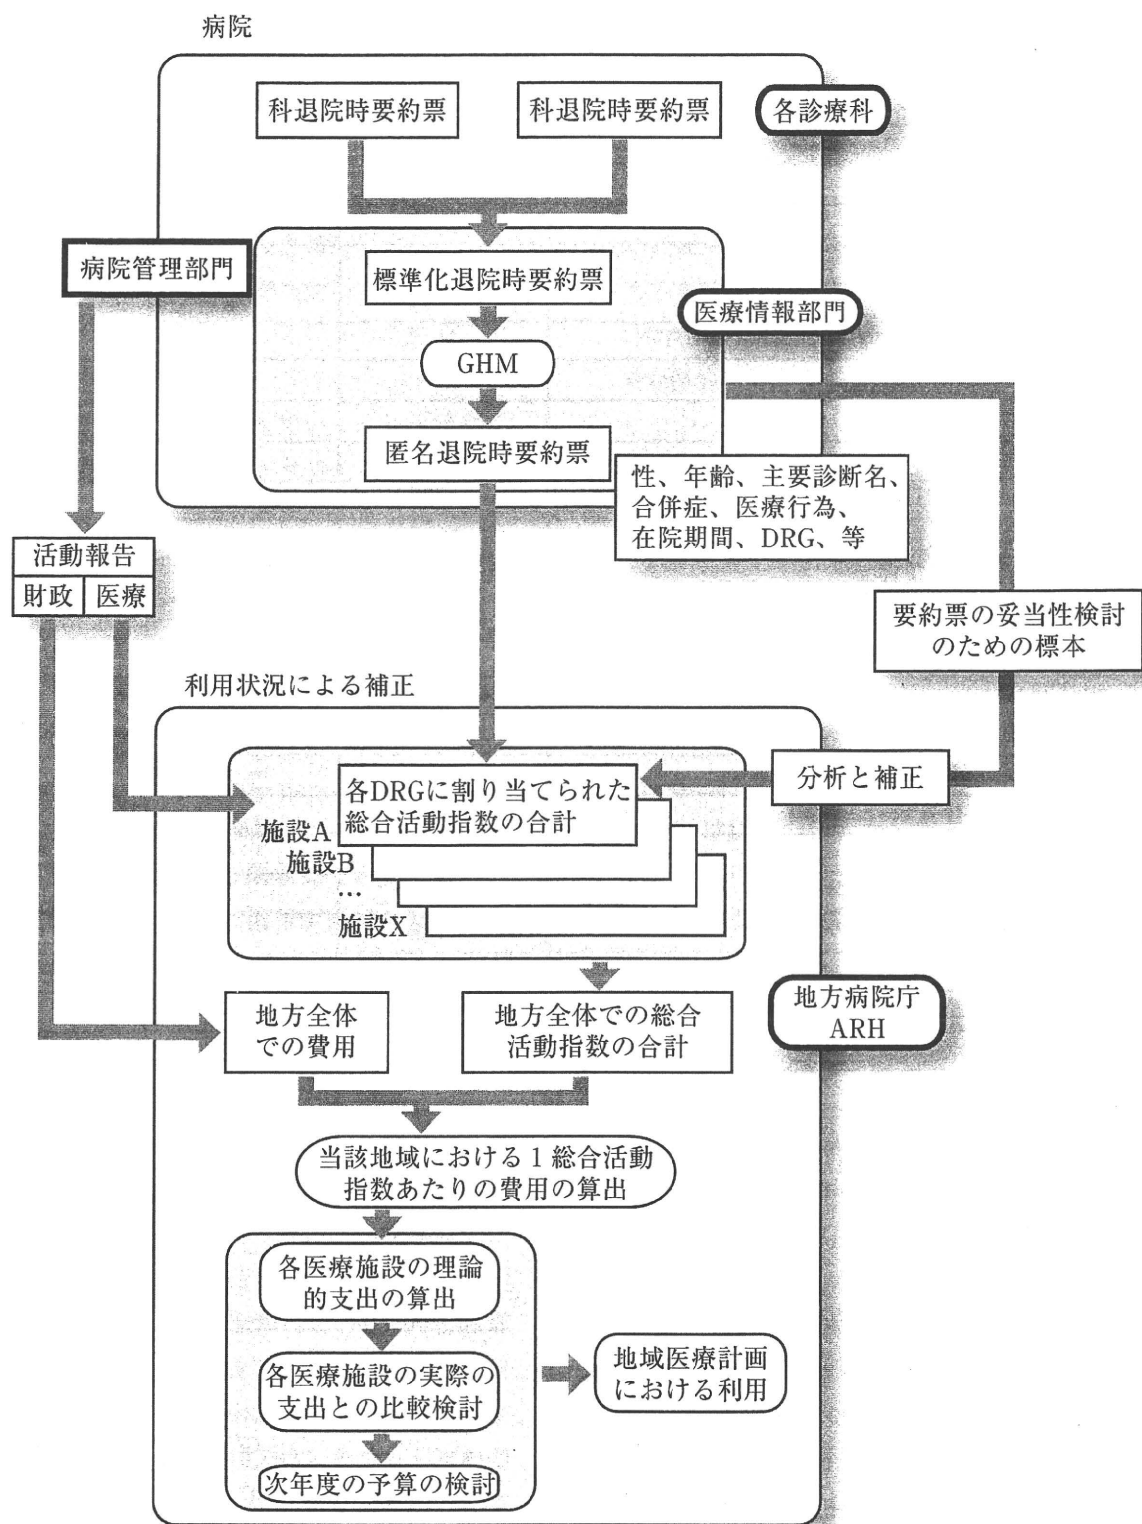 病院
科退院時要約票
科退院時要約票
各診療科
病院管理部門
標準化退院時要約票
医療情報部門
GHM
匿名退院時要約票
性、年齢、主要診断名、
合併症、医療行為、
在院期間、DRG、等
活動報告
財政
医療
要約票の妥当性検討
のための標本
利用状況による補正
分析と補正
各DRGに割り当てられた
総合活動指数の合計
施設A
施設B
…
施設X
地方病院庁
ARH
地方全体
での費用
地方全体での総合
活動指数の合計
当該地域における1総合活動
指数あたりの費用の算出
各医療施設の理論
的支出の算出
各医療施設の実際の
支出との比較検討
地域医療計画
における利用
次年度の予算の検討